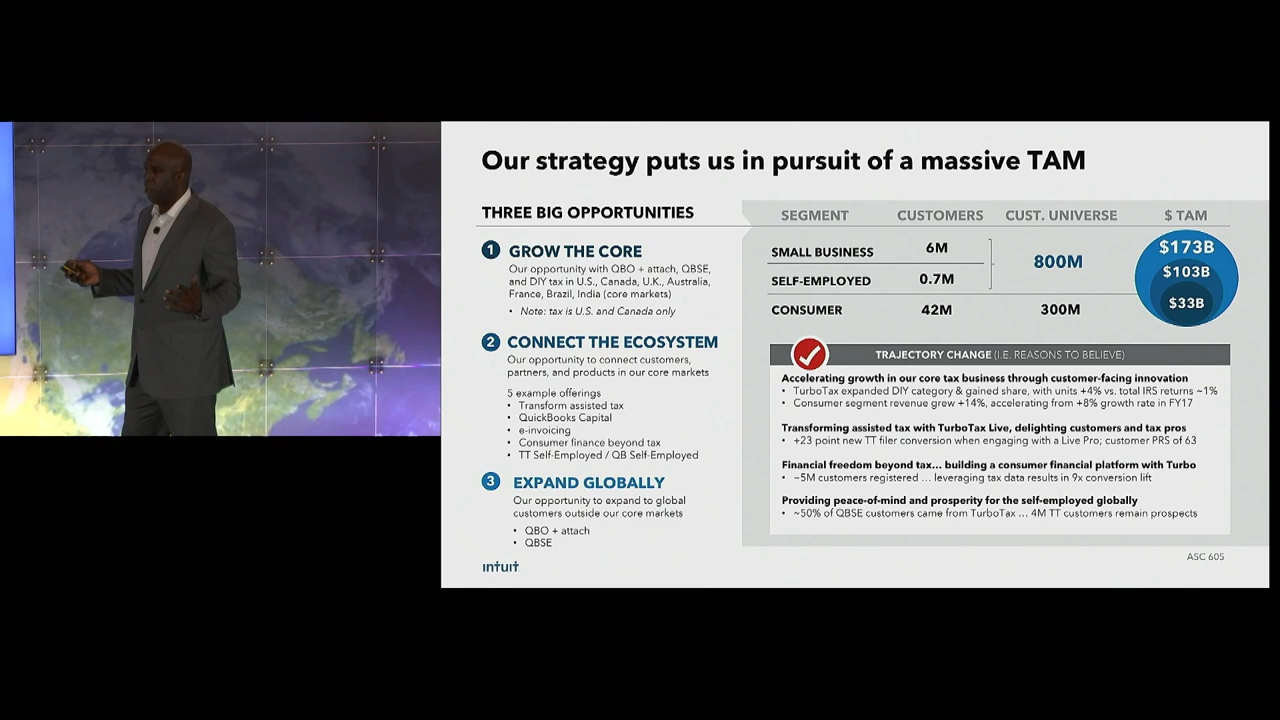 Our strategy puts us in pursuit of a massive TAM
THREE BIG OPPORTUNITIES
1 GROW THE CORE
Our opportunity with QBO + attach, QBSE,
and DIY tax in U.S., Canada, U.K., Australia,
France, Brazil, India (core markets)
• Note: tax is U.S. and Canada only
2 CONNECT THE ECOSYSTEM
Our opportunity to connect customers,
partners, and products in our core markets
5 example offerings
• Transform assisted tax
• QuickBooks Capital
• e-invoicing
• Consumer finance beyond tax
• TT Self-Employed / QB Self-Employed
3 EXPAND GLOBALLY
Our opportunity to expand to global
customers outside our core markets
• QBO + attach
• QBSE
SEGMENT CUSTOMERS CUST. UNIVERSE $ TAM
SMALL BUSINESS 6M
SELF-EMPLOYED 0.7M
800M
CONSUMER 42M 300M
$173B
$103B
$33B
TRAJECTORY CHANGE (I.E. REASONS TO BELIEVE)
Accelerating growth in our core tax business through customer-facing innovation
• TurboTax expanded DIY category & gained share, with units +4% vs. total IRS returns ~1%
• Consumer segment revenue grew +14%, accelerating from +8% growth rate in FY17
Transforming assisted tax with TurboTax Live, delighting customers and tax pros
• +23 point new TT filer conversion when engaging with a Live Pro; customer PRS of 63
Financial freedom beyond tax... building a consumer financial platform with Turbo
• ~5M customers registered ... leveraging tax data results in 9x conversion lift
Providing peace-of-mind and prosperity for the self-employed globally
• ~50% of QBSE customers came from TurboTax ... 4M TT customers remain prospects
intuit
ASC 605